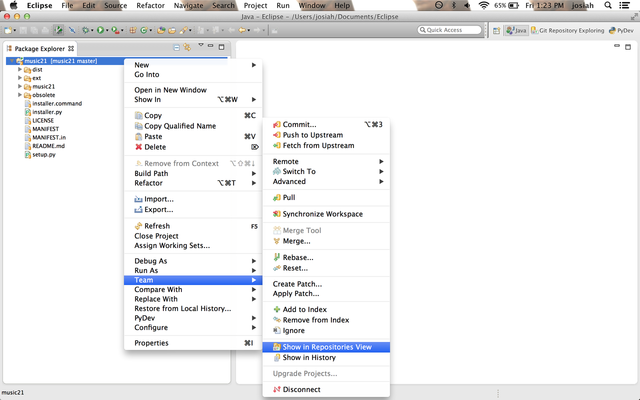 Eclipse File Edit Source Refactor Navigate Search Project Run Window Help 65% Fri 1:23 PM josiah
Java - Eclipse - /Users/josiah/Documents/Eclipse
Quick Access Java Git Repository Exploring PyDev
Package Explorer
music21 [music21 master]
dist
ext
music21
obsolete
installer.command
installer.py
LICENSE
MANIFEST
MANIFEST.in
README.md
setup.py
New
Go Into
Open in New Window
Show In ⌥⌘W
Copy ⌘C
Copy Qualified Name
Paste ⌘V
Delete ⌦
Remove from Context ⌥⇧⌘↓
Build Path
Refactor ⌥⌘T
Import...
Export...
Refresh F5
Close Project
Assign Working Sets...
Debug As
Run As
Team
Compare With
Replace With
Restore from Local History...
PyDev
Configure
Properties ⌘I
Commit... ⌥⌘3
Push to Upstream
Fetch from Upstream
Remote
Switch To
Advanced
Pull
Synchronize Workspace
Merge Tool
Merge...
Rebase...
Reset...
Create Patch...
Apply Patch...
Add to Index
Remove from Index
Ignore
Show in Repositories View
Show in History
Upgrade Projects...
Disconnect
music21